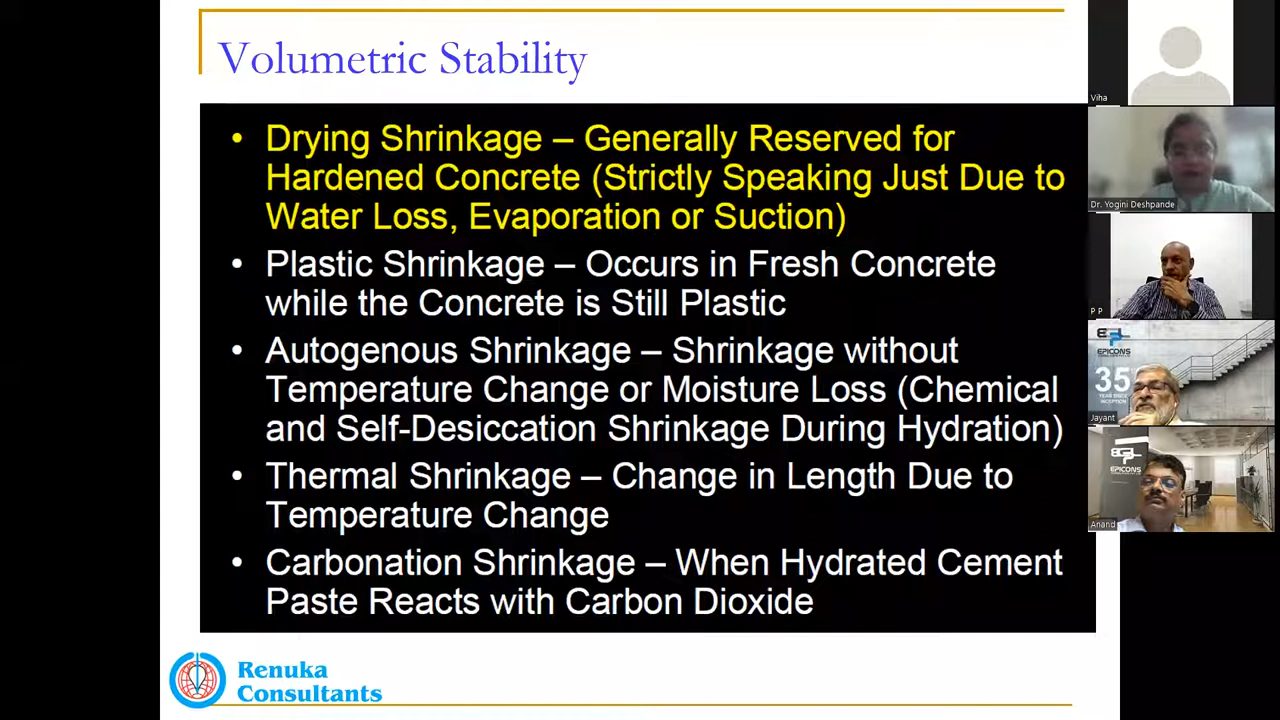 Volumetric Stability
• Drying Shrinkage – Generally Reserved for
Hardened Concrete (Strictly Speaking Just Due to
Water Loss, Evaporation or Suction)
• Plastic Shrinkage – Occurs in Fresh Concrete
while the Concrete is Still Plastic
• Autogenous Shrinkage – Shrinkage without
Temperature Change or Moisture Loss (Chemical
and Self-Desiccation Shrinkage During Hydration)
• Thermal Shrinkage – Change in Length Due to
Temperature Change
• Carbonation Shrinkage – When Hydrated Cement
Paste Reacts with Carbon Dioxide
Renuka
Consultants
Viha
Dr. Yogini Deshpande
P P
EPICONS
35
YEAR SINCE
INCEPTION
Jayant
EPICONS
Anand